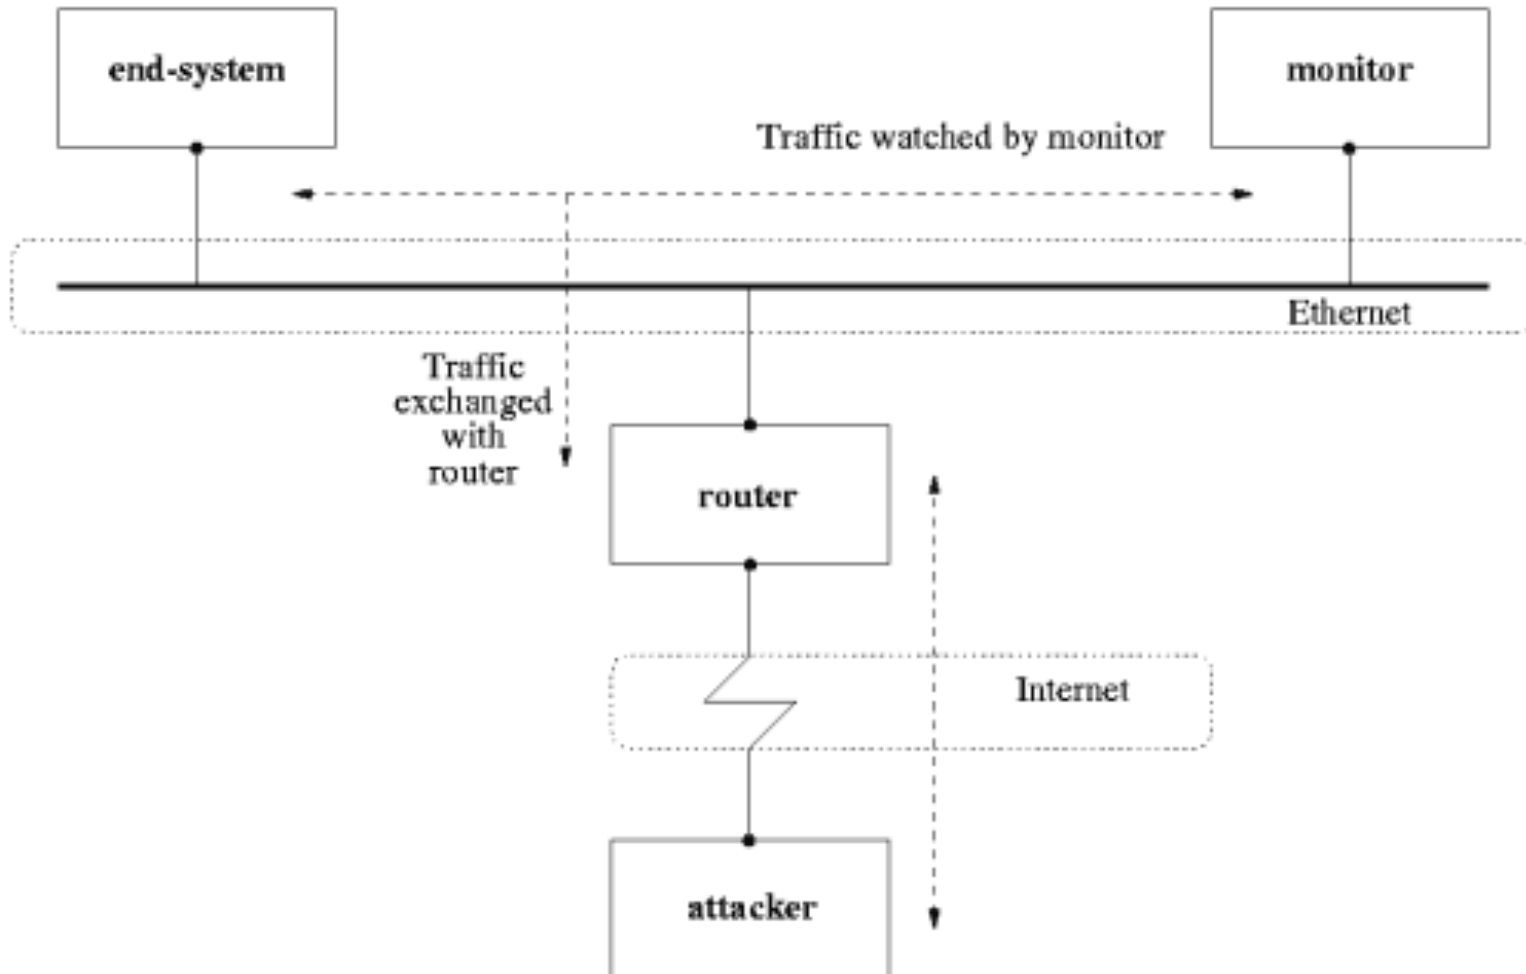 end-system
monitor
Traffic watched by monitor
Ethernet
Traffic
exchanged
with
router
router
Internet
attacker